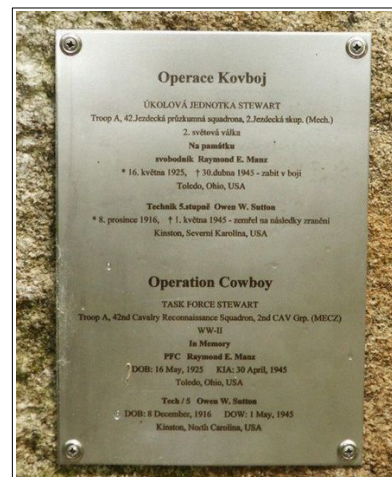 Operace Kovboj
ÚKOLOVÁ JEDNOTKA STEWART
Troop A, 42.Jezdecká průzkumná squadrona, 2.Jezdecká skup. (Mech.)
2. světová válka
Na památku
svobodník Raymond E. Manz
* 16. května 1925, † 30.dubna 1945 - zabit v boji
Toledo, Ohio, USA
Technik 5.stupně Owen W. Sutton
* 8. prosince 1916, † 1. května 1945 - zemřel na následky zranění
Kinston, Severní Karolina, USA
Operation Cowboy
TASK FORCE STEWART
Troop A, 42nd Cavalry Reconnaissance Squadron, 2nd CAV Grp. (MECZ)
WW-II
In Memory
PFC Raymond E. Manz
DOB: 16 May, 1925 KIA: 30 April, 1945
Toledo, Ohio, USA
Tech / 5 Owen W. Sutton
DOB: 8 December, 1916 DOW: 1 May, 1945
Kinston, North Carolina, USA